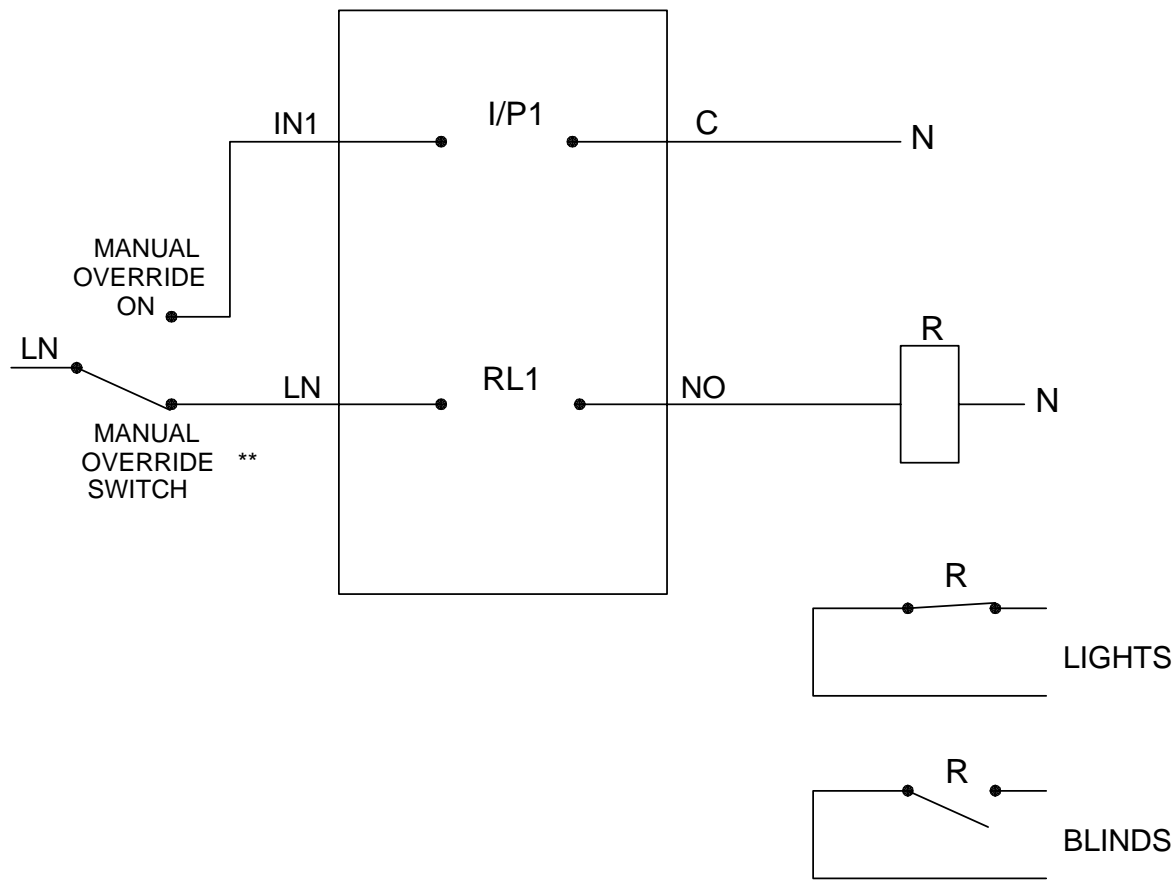 I/P1
IN1
C
N
MANUAL
OVERRIDE
ON
LN
LN
RL1
NO
R
N
MANUAL
OVERRIDE **
SWITCH
R
LIGHTS
R
BLINDS